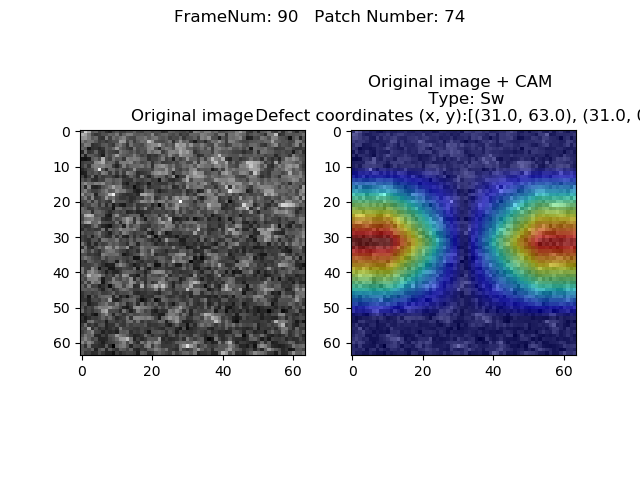 FrameNum: 90   Patch Number: 74
Original image
Original image + CAM
Type: Sw
Defect coordinates (x, y):[(31.0, 63.0), (31.0,
0
10
20
30
40
50
60
0 20 40 60
0
10
20
30
40
50
60
0 20 40 60